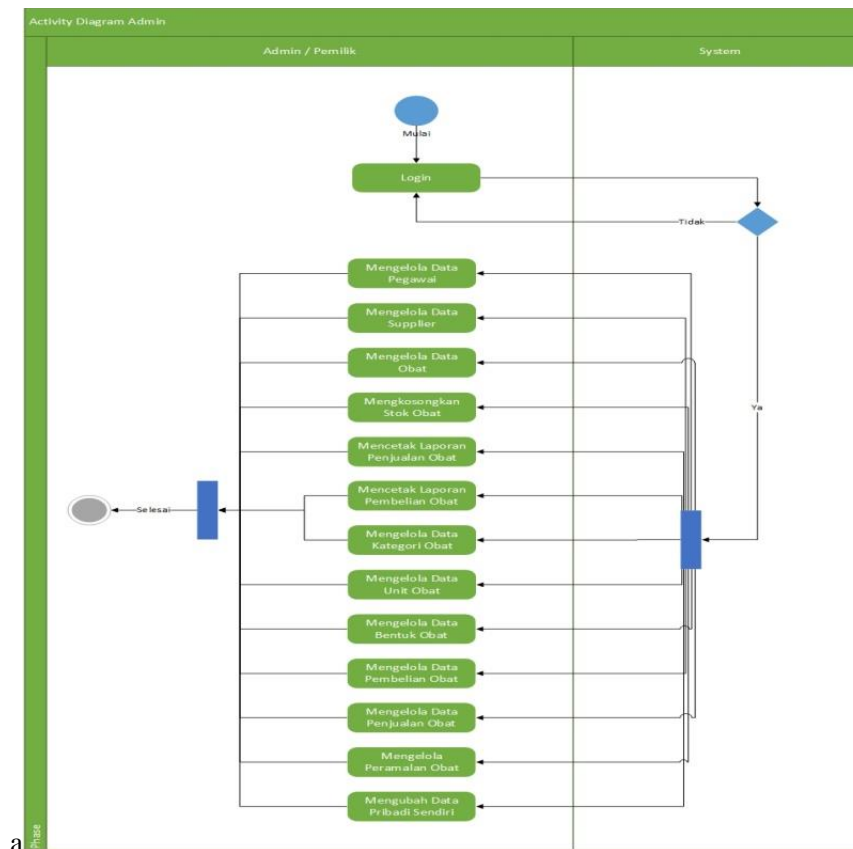 Activity Diagram Admin
Admin / Pemilik
System
Mulai
Login
Tidak
Mengelola Data
Pegawai
Mengelola Data
Supplier
Mengelola Data
Obat
Mengkosongkan
Stok Obat
Ya
Mencetak Laporan
Penjualan Obat
Mencetak Laporan
Pembelian Obat
Selesai
Mengelola Data
Kategori Obat
Mengelola Data
Unit Obat
Mengelola Data
Bentuk Obat
Mengelola Data
Pembelian Obat
Mengelola Data
Penjualan Obat
Mengelola
Peramalan Obat
Mengubah Data
Pribadi Sendiri
Phase
a